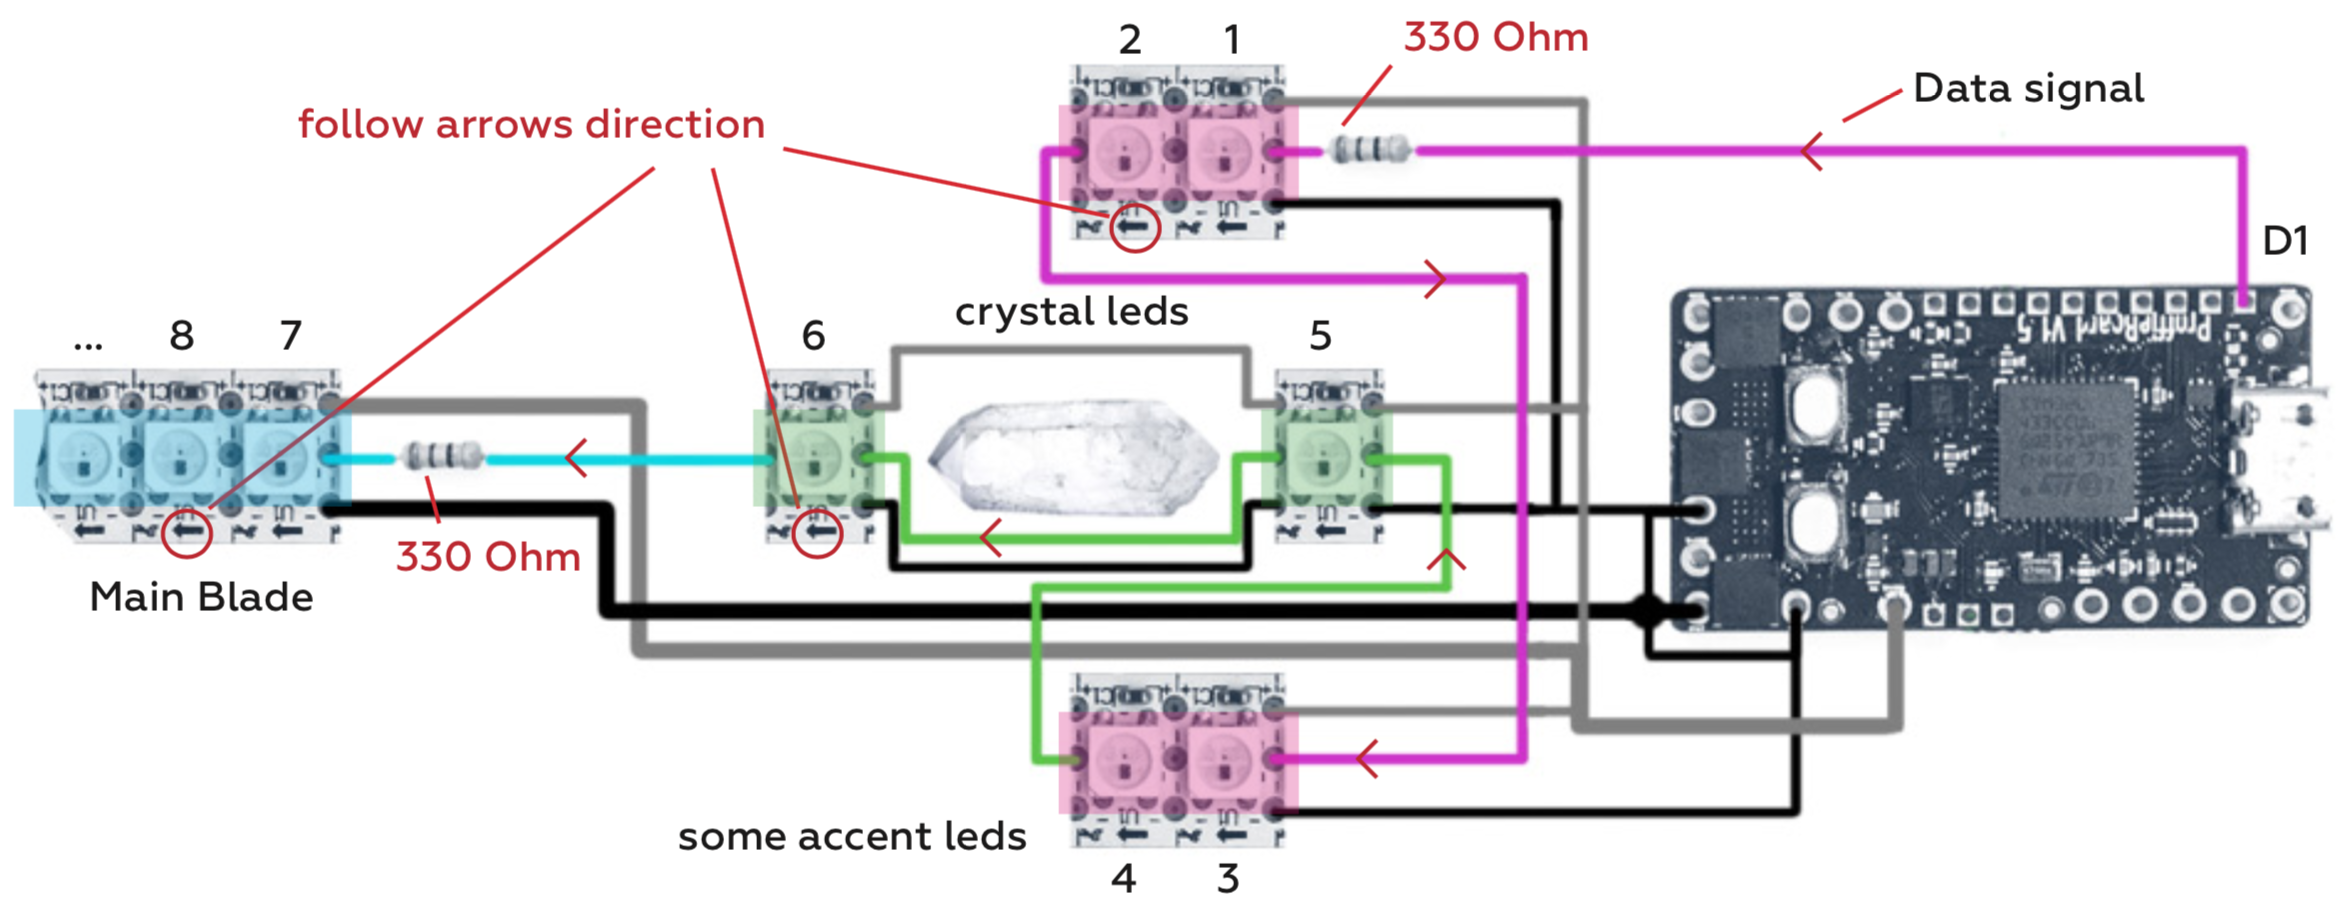 2 1
330 Ohm
Data signal
follow arrows direction
D1
crystal leds
... 8 7
6
5
ProffieBoard V1.5
330 Ohm
Main Blade
some accent leds
4 3